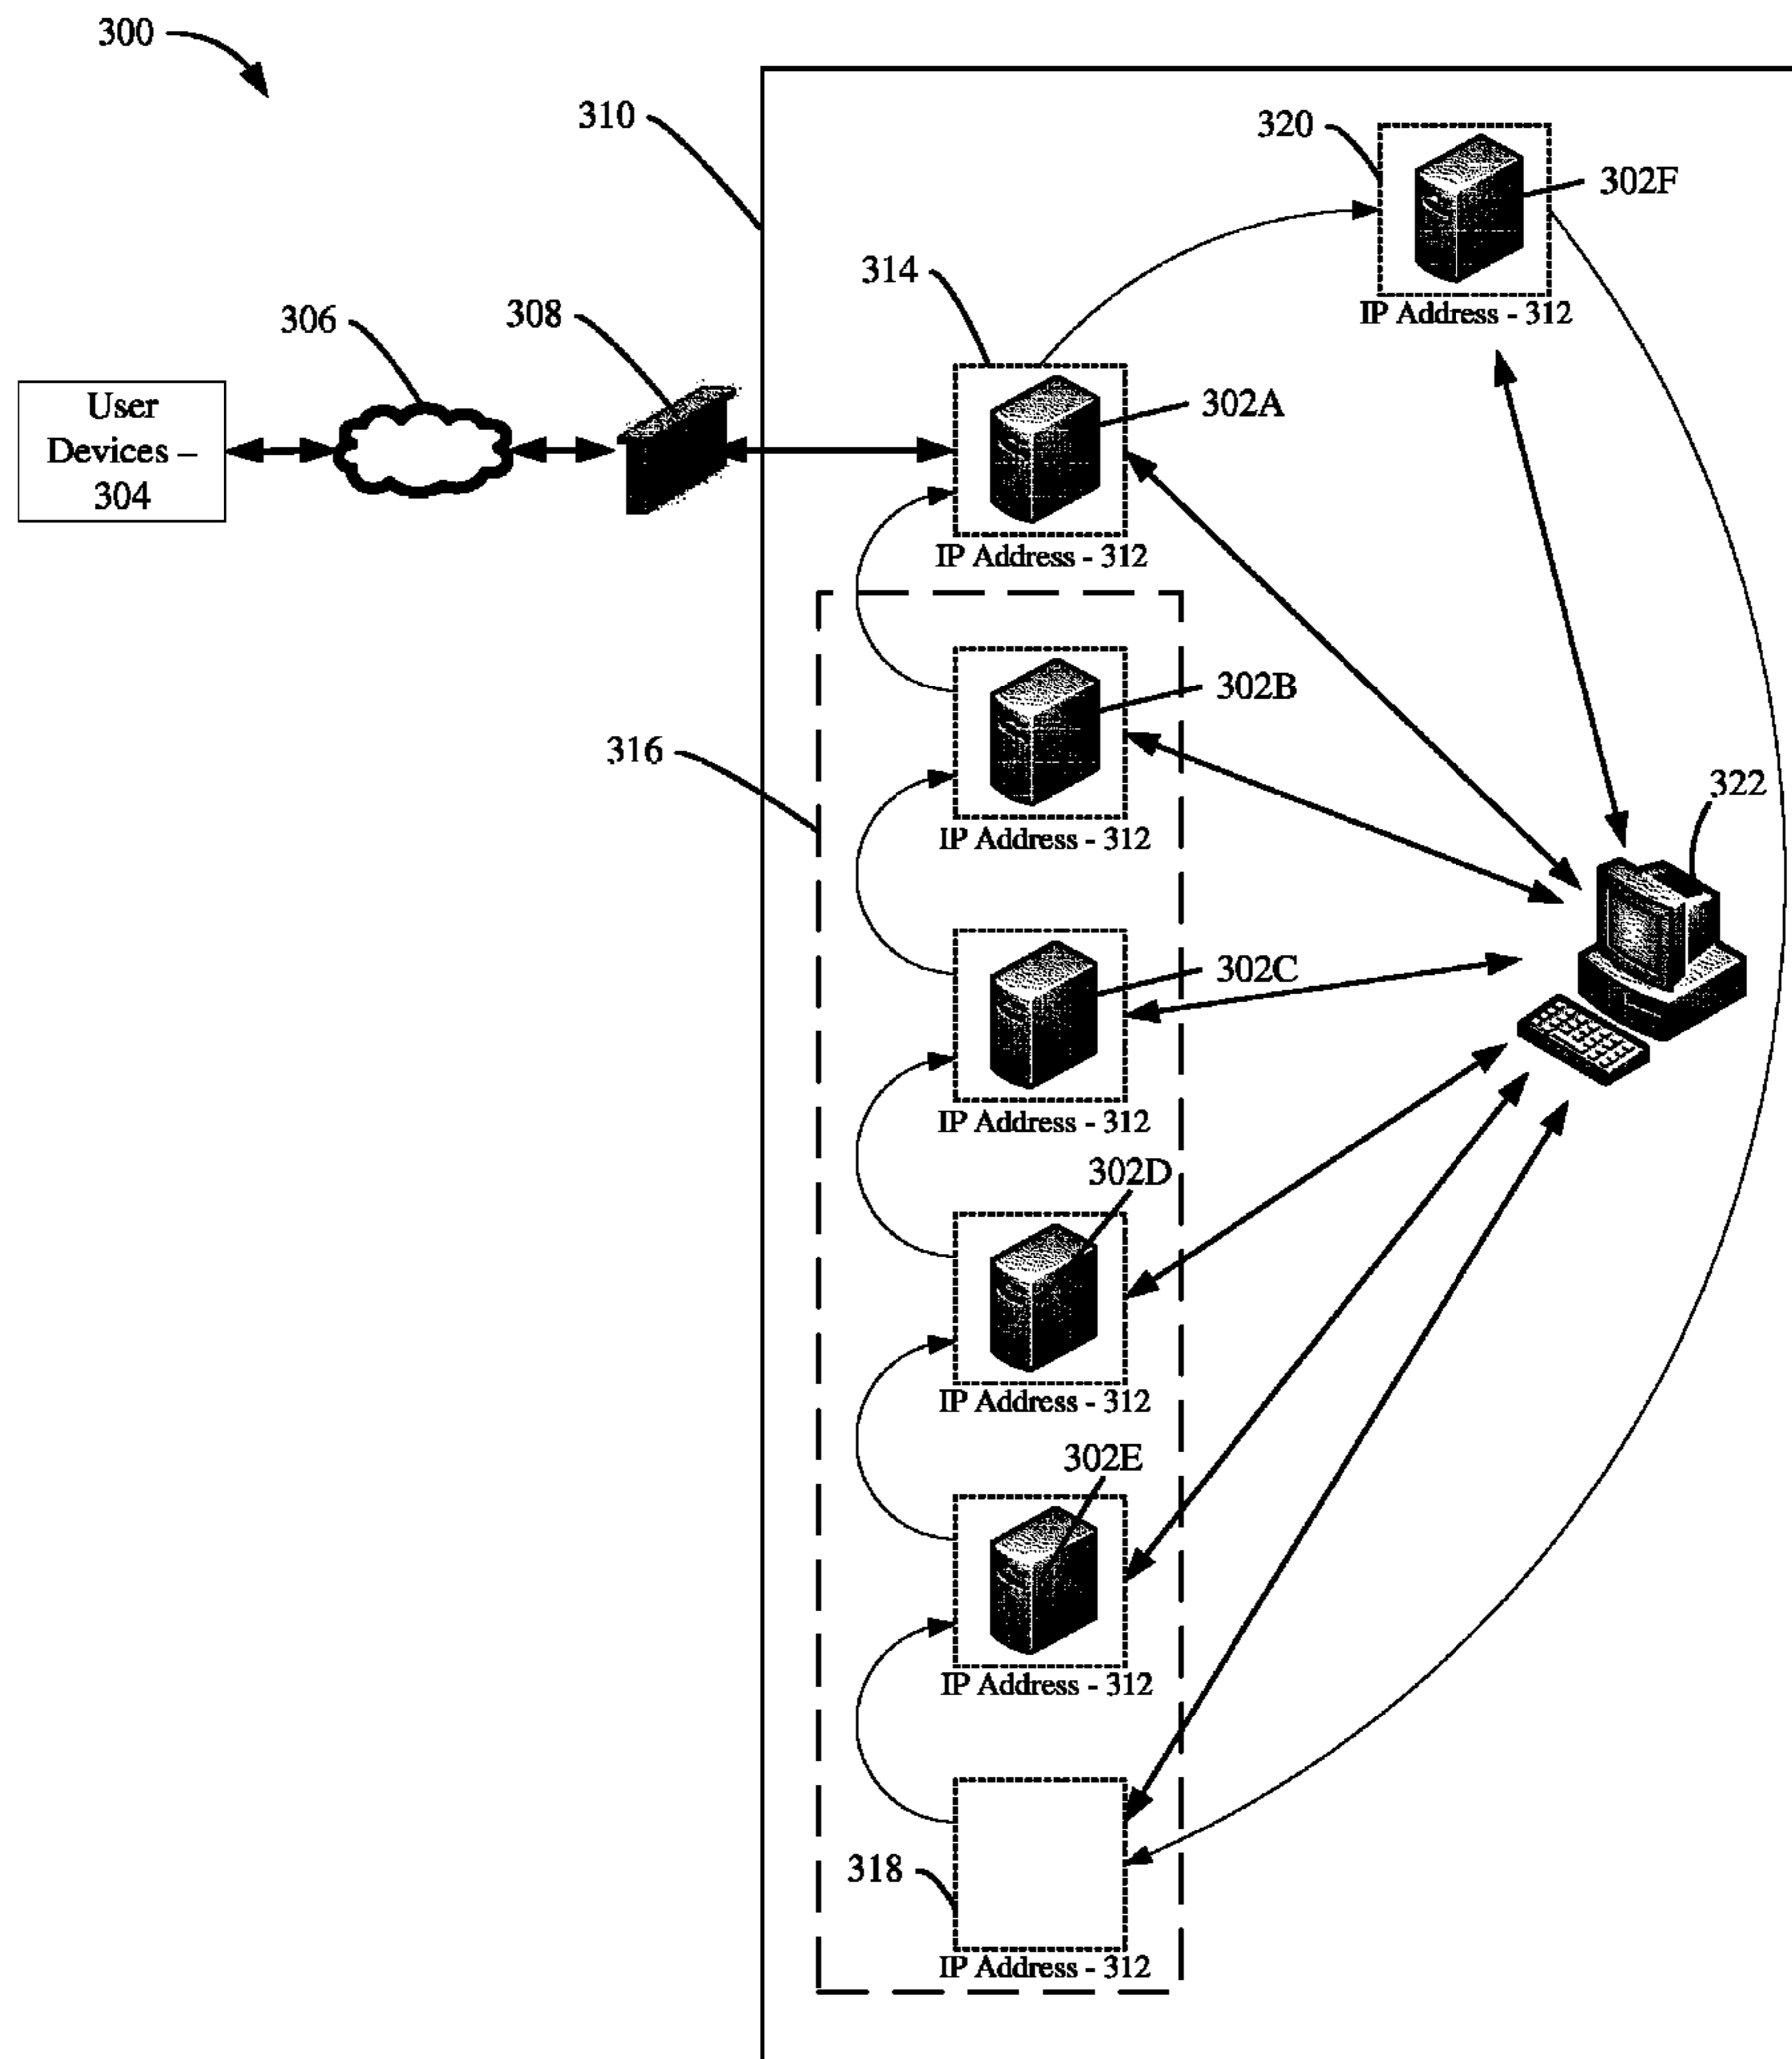 300
310
320
302F
314
IP Address - 312
306
308
User
Devices –
304
302A
IP Address - 312
302B
316
322
IP Address - 312
302C
IP Address - 312
302D
IP Address - 312
302E
IP Address - 312
318
IP Address - 312